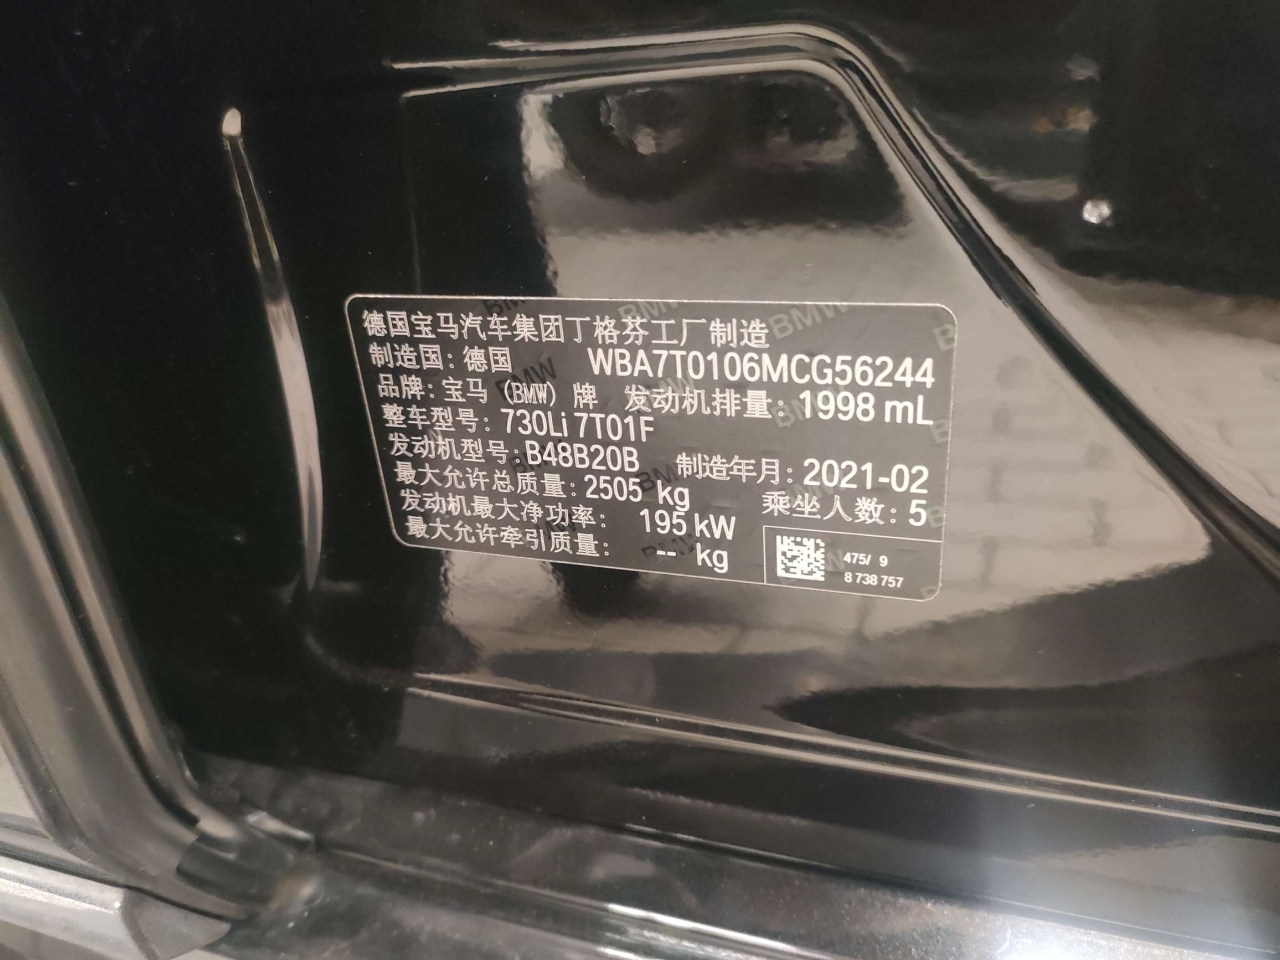 德国宝马汽车集团丁格芬工厂制造
制造国：德国 WBA7T0106MCG56244
品牌：宝马（BMW）牌 发动机排量：1998 mL
整车型号：730Li 7T01F
发动机型号：B48B20B 制造年月：2021-02
最大允许总质量：2505 kg 乘坐人数：5
发动机最大净功率： 195 kW
最大允许牵引质量： -- kg
475/ 9
8 738 757